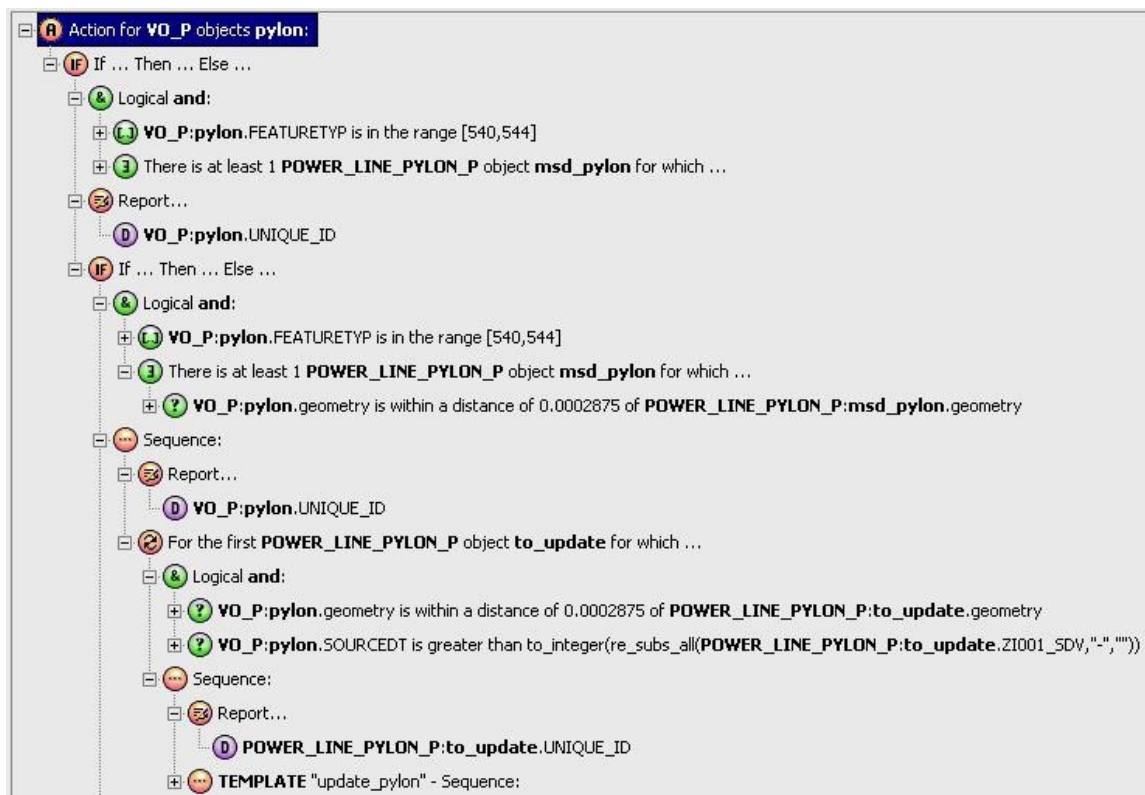 A Action for VO_P objects pylon:
IF If ... Then ... Else ...
& Logical and:
[..] VO_P:pylon.FEATURETYP is in the range [540,544]
∃ There is at least 1 POWER_LINE_PYLON_P object msd_pylon for which ...
Report...
D VO_P:pylon.UNIQUE_ID
IF If ... Then ... Else ...
& Logical and:
[..] VO_P:pylon.FEATURETYP is in the range [540,544]
∃ There is at least 1 POWER_LINE_PYLON_P object msd_pylon for which ...
? VO_P:pylon.geometry is within a distance of 0.0002875 of POWER_LINE_PYLON_P:msd_pylon.geometry
... Sequence:
Report...
D VO_P:pylon.UNIQUE_ID
For the first POWER_LINE_PYLON_P object to_update for which ...
& Logical and:
? VO_P:pylon.geometry is within a distance of 0.0002875 of POWER_LINE_PYLON_P:to_update.geometry
? VO_P:pylon.SOURCEDT is greater than to_integer(re_subs_all(POWER_LINE_PYLON_P:to_update.ZI001_SDV,"-",""))
... Sequence:
Report...
D POWER_LINE_PYLON_P:to_update.UNIQUE_ID
... TEMPLATE "update_pylon" - Sequence: